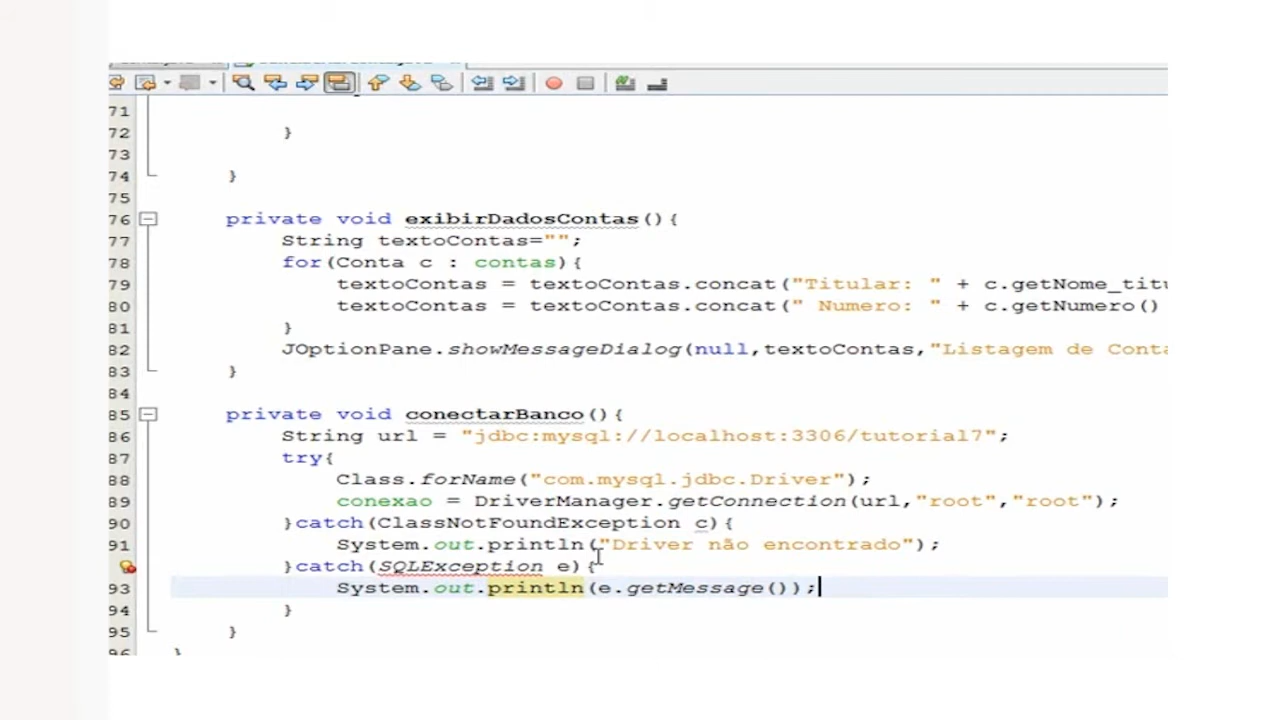 71
72 }
73
74 }
75
76 private void exibirDadosContas(){
77 String textoContas="";
78 for(Conta c : contas){
79 textoContas = textoContas.concat("Titular: " + c.getNome_titu
80 textoContas = textoContas.concat(" Numero: " + c.getNumero()
81 }
82 JOptionPane.showMessageDialog(null,textoContas,"Listagem de Conta
83 }
84
85 private void conectarBanco(){
86 String url = "jdbc:mysql://localhost:3306/tutorial7";
87 try{
88 Class.forName("com.mysql.jdbc.Driver");
89 conexao = DriverManager.getConnection(url,"root","root");
90 }catch(ClassNotFoundException c){
91 System.out.println("Driver não encontrado");
}catch(SQLException e){
93 System.out.println(e.getMessage());
94 }
95 }
96 }